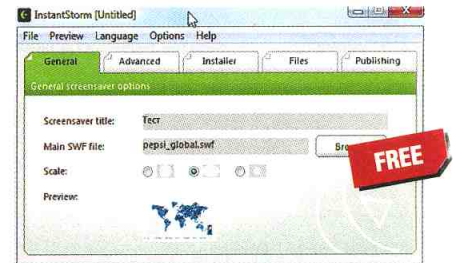 InstantStorm [Untitled]
File Preview Language Options Help
General Advanced Installer Files Publishing
General screensaver options
Screensaver title: Тест
Main SWF file: pepsi_global.swf
FREE
Scale:
Preview: